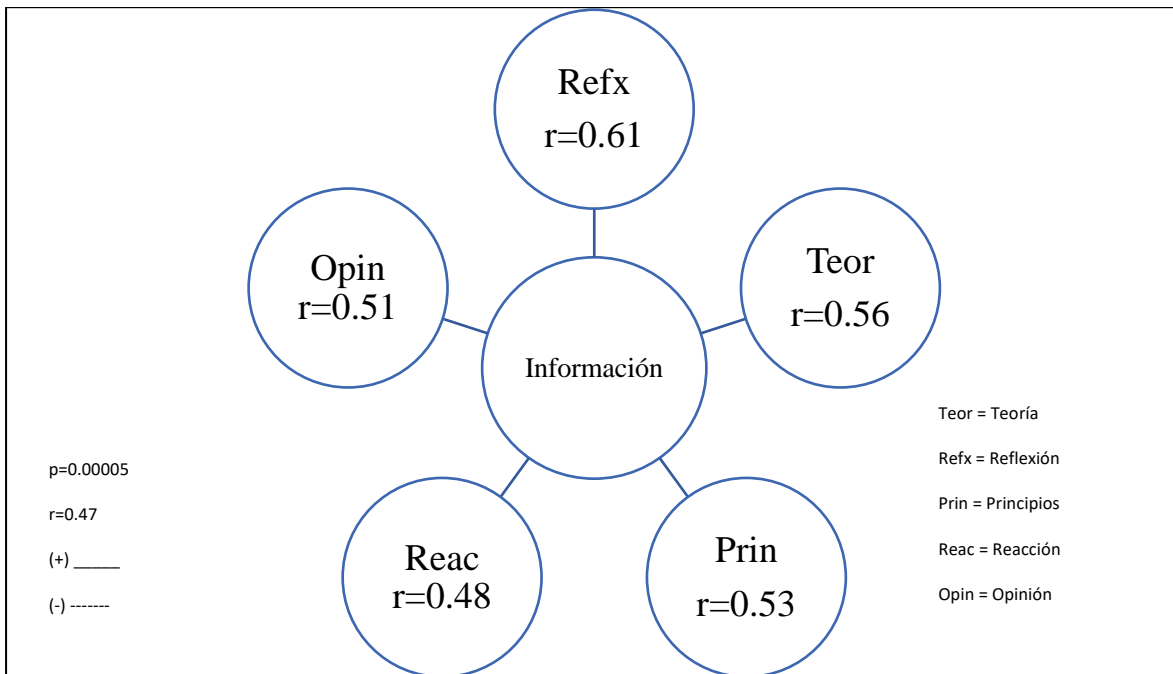 Refx
r=0.61
Opin
r=0.51
Teor
r=0.56
Información
Reac
r=0.48
Prin
r=0.53
p=0.00005
r=0.47
(+) _____
(-) -------
Teor = Teoría
Refx = Reflexión
Prin = Principios
Reac = Reacción
Opin = Opinión